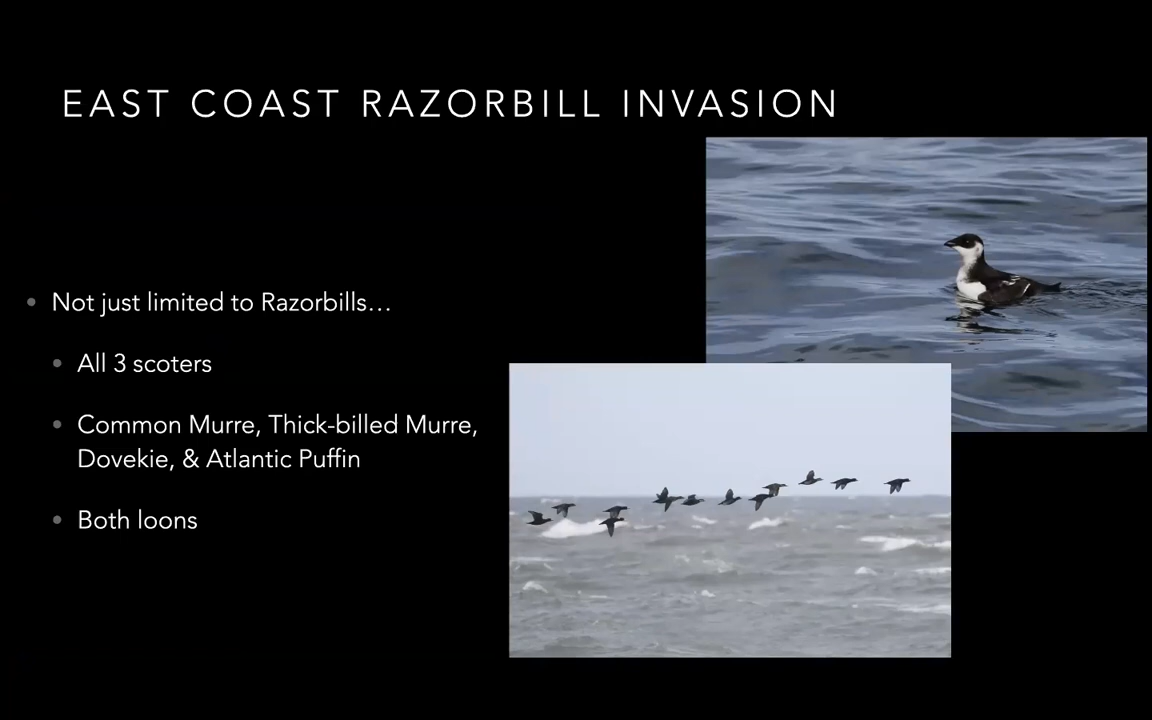 EAST COAST RAZORBILL INVASION
• Not just limited to Razorbills…
• All 3 scoters
• Common Murre, Thick-billed Murre,
Dovekie, & Atlantic Puffin
• Both loons